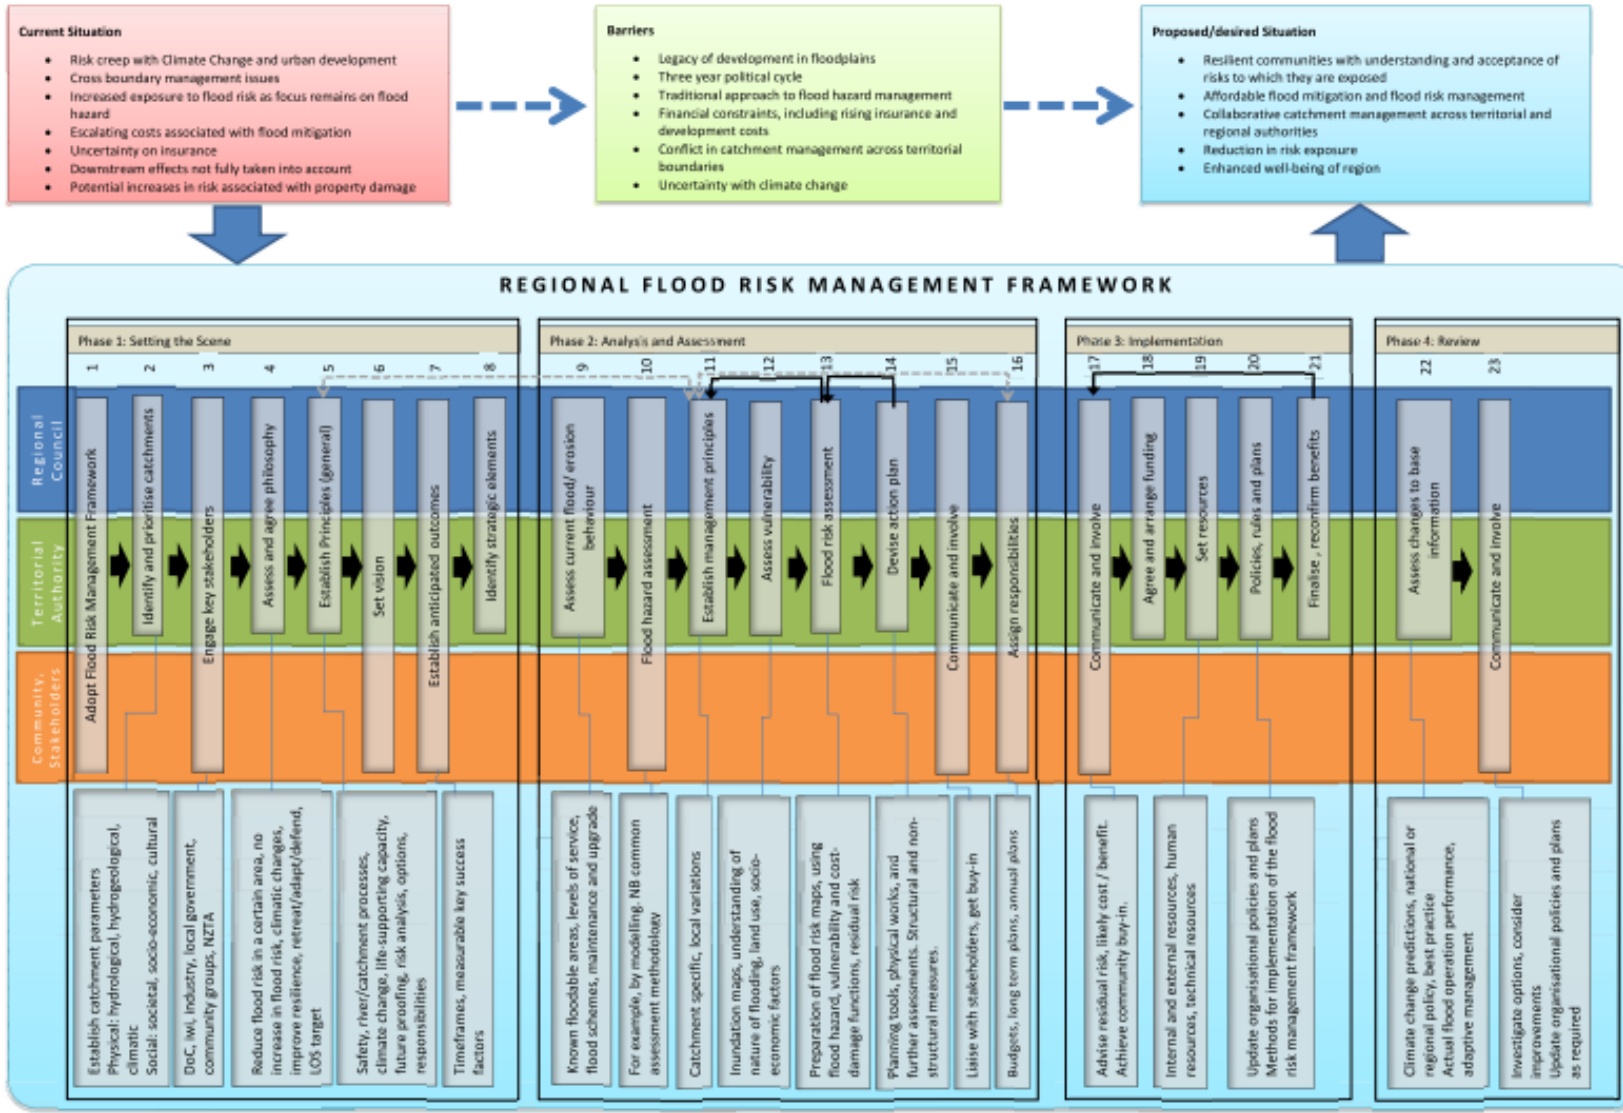 Current Situation
• Risk creep with Climate Change and urban development
• Cross boundary management issues
• Increased exposure to flood risk as focus remains on flood
hazard
• Escalating costs associated with flood mitigation
• Uncertainty on insurance
• Downstream effects not fully taken into account
• Potential increases in risk associated with property damage
Barriers
• Legacy of development in floodplains
• Three year political cycle
• Traditional approach to flood hazard management
• Financial constraints, including rising insurance and
development costs
• Conflict in catchment management across territorial
boundaries
• Uncertainty with climate change
Proposed/desired Situation
• Resilient communities with understanding and acceptance of
risks to which they are exposed
• Affordable flood mitigation and flood risk management
• Collaborative catchment management across territorial and
regional authorities
• Reduction in risk exposure
• Enhanced well-being of region
REGIONAL FLOOD RISK MANAGEMENT FRAMEWORK
Phase 1: Setting the Scene
Phase 2: Analysis and Assessment
Phase 3: Implementation
Phase 4: Review
1
2
3
4
5
6
7
8
9
10
11
12
13
14
15
16
17
18
19
20
21
22
23
Regional
Council
Territorial
Authority
Community,
Stakeholders
Adopt Flood Risk Management Framework
Identify and prioritise catchments
Engage key stakeholders
Assess and agree philosophy
Establish Principles (general)
Set vision
Establish anticipated outcomes
Identify strategic elements
Assess current flood/ erosion
behaviour
Flood hazard assessment
Establish management principles
Assess vulnerability
Flood risk assessment
Devise action plan
Communicate and involve
Assign responsibilities
Communicate and involve
Agree and arrange funding
Set resources
Policies, rules and plans
Finalise , reconfirm benefits
Assess changes to base
information
Communicate and involve
Establish catchment parameters
Physical: hydrological, hydrogeological,
climatic
Social: societal, socio-economic, cultural
DoC, iwi, industry, local government,
community groups, NZTA
Reduce flood risk in a certain area, no
increase in flood risk, climatic changes,
improve resilience, retreat/adapt/defend,
LOS target
Safety, river/catchment processes,
climate change, life-supporting capacity,
future proofing, risk analysis, options,
responsibilities
Timeframes, measurable key success
factors
Known floodable areas, levels of service,
flood schemes, maintenance and upgrade
For example, by modelling. NB common
assessment methodology
Catchment specific, local variations
Inundation maps, understanding of
nature of flooding, land use, socio-
economic factors
Preparation of flood risk maps, using
flood hazard, vulnerability and cost-
damage functions, residual risk
Planning tools, physical works, and
further assessments. Structural and non-
structural measures.
Liaise with stakeholders, get buy-in
Budgets, long term plans, annual plans
Advise residual risk, likely cost / benefit.
Achieve community buy-in.
Internal and external resources, human
resources, technical resources
Update organisational policies and plans
Methods for implementation of the flood
risk management framework
Climate change predictions, national or
regional policy, best practice
Actual flood operation performance,
adaptive management
Investigate options, consider
improvements
Update organisational policies and plans
as required